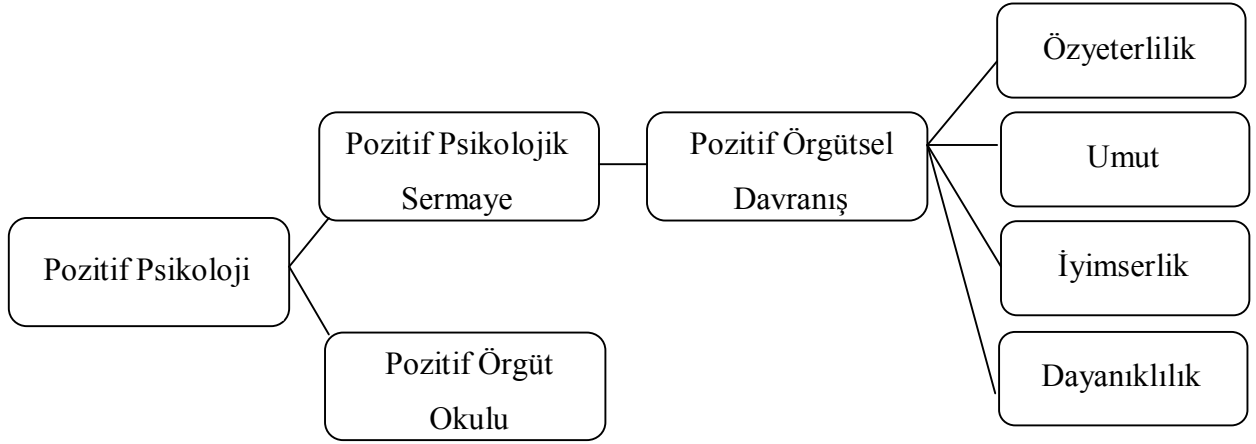 Pozitif Psikoloji
Pozitif Psikolojik
Sermaye
Pozitif Örgüt
Okulu
Pozitif Örgütsel
Davranış
Özyeterlilik
Umut
İyimserlik
Dayanıklılık